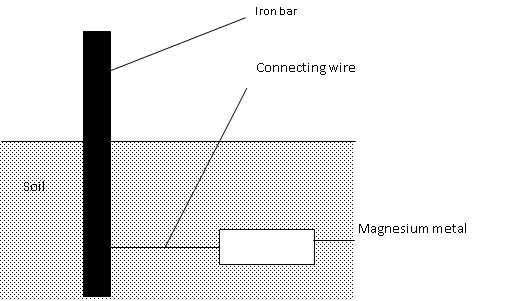 Iron bar
Connecting wire
Soil
Magnesium metal